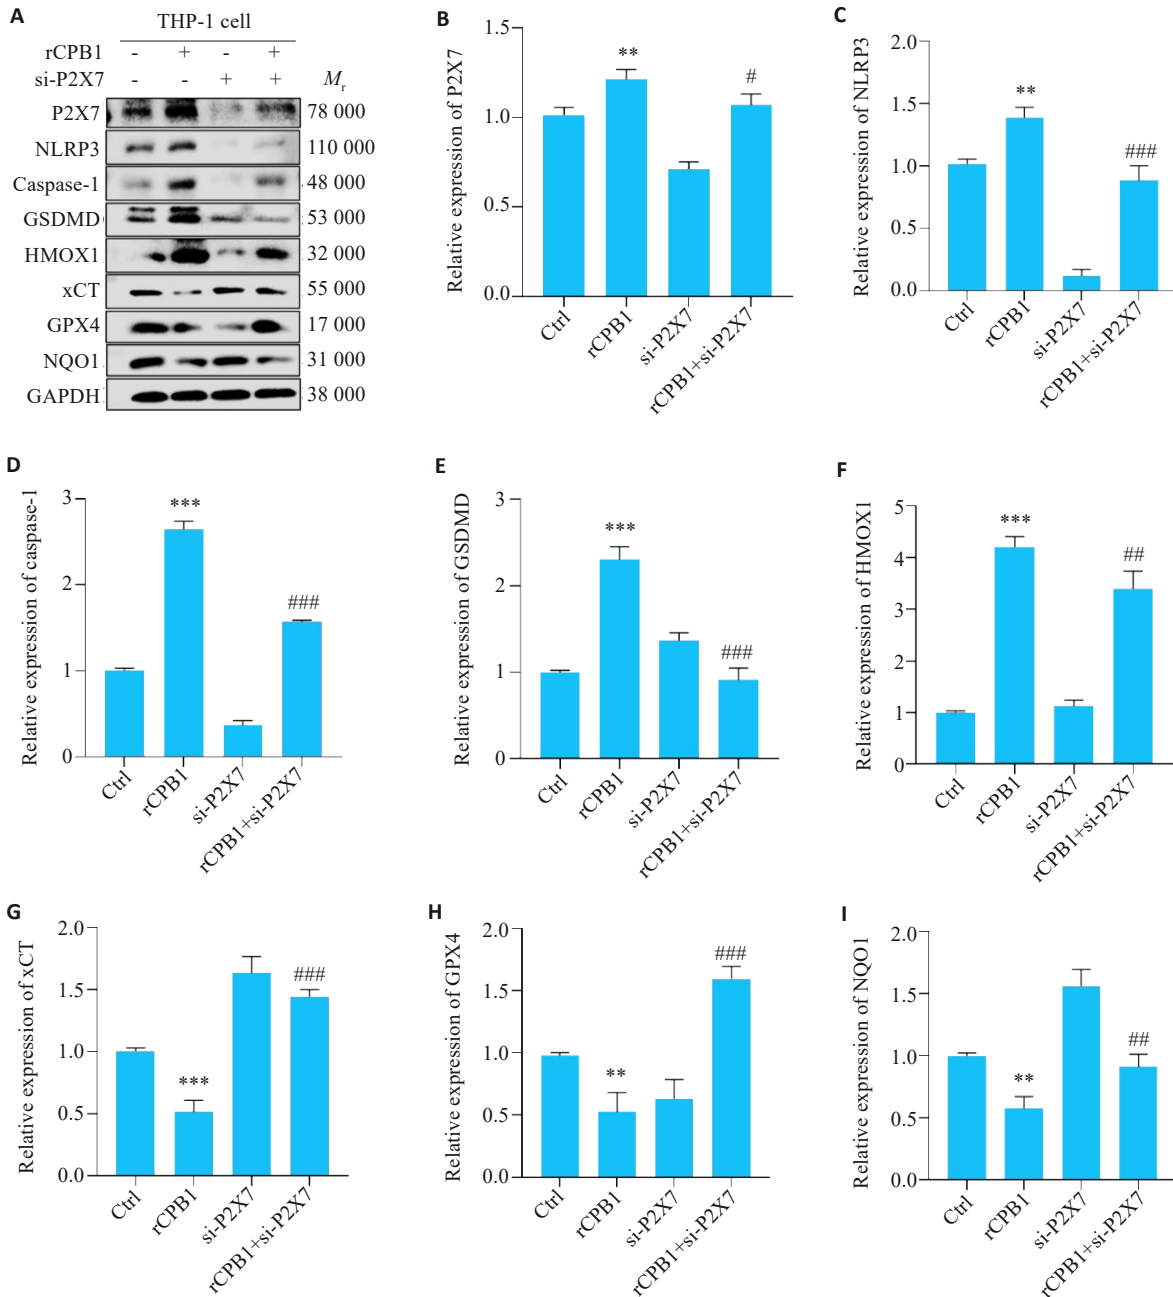 A
THP-1 cell
rCPB1 - + - +
si-P2X7 - - + + Mr
P2X7 78 000
NLRP3 110 000
Caspase-1 48 000
GSDMD 53 000
HMOX1 32 000
xCT 55 000
GPX4 17 000
NQO1 31 000
GAPDH 38 000
B
Relative expression of P2X7
1.5
1.0
0.5
0.0
**
#
Ctrl
rCPB1
si-P2X7
rCPB1+si-P2X7
C
Relative expression of NLRP3
2.0
1.5
1.0
0.5
0.0
**
###
Ctrl
rCPB1
si-P2X7
rCPB1+si-P2X7
D
Relative expression of caspase-1
3
2
1
0
***
###
Ctrl
rCPB1
si-P2X7
rCPB1+si-P2X7
E
Relative expression of GSDMD
3
2
1
0
***
###
Ctrl
rCPB1
si-P2X7
rCPB1+si-P2X7
F
Relative expression of HMOX1
5
4
3
2
1
0
***
##
Ctrl
rCPB1
si-P2X7
rCPB1+si-P2X7
G
Relative expression of xCT
2.0
1.5
1.0
0.5
0.0
***
###
Ctrl
rCPB1
si-P2X7
rCPB1+si-P2X7
H
Relative expression of GPX4
2.0
1.5
1.0
0.5
0.0
**
###
Ctrl
rCPB1
si-P2X7
rCPB1+si-P2X7
I
Relative expression of NQO1
2.0
1.5
1.0
0.5
0.0
**
##
Ctrl
rCPB1
si-P2X7
rCPB1+si-P2X7